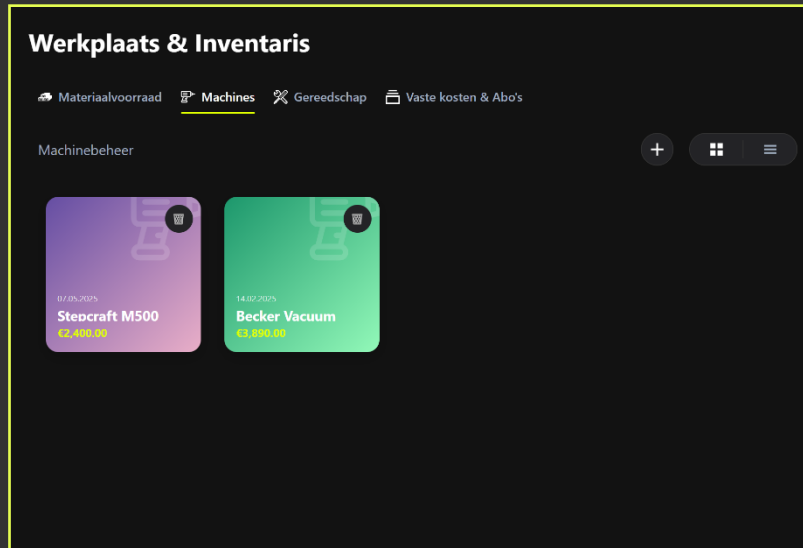 Werkplaats & Inventaris
Materiaalvoorraad Machines Gereedschap Vaste kosten & Abo's
Machinebeheer
07.05.2025
Stepcraft M500
€2,400.00
14.02.2025
Becker Vacuum
€3,890.00